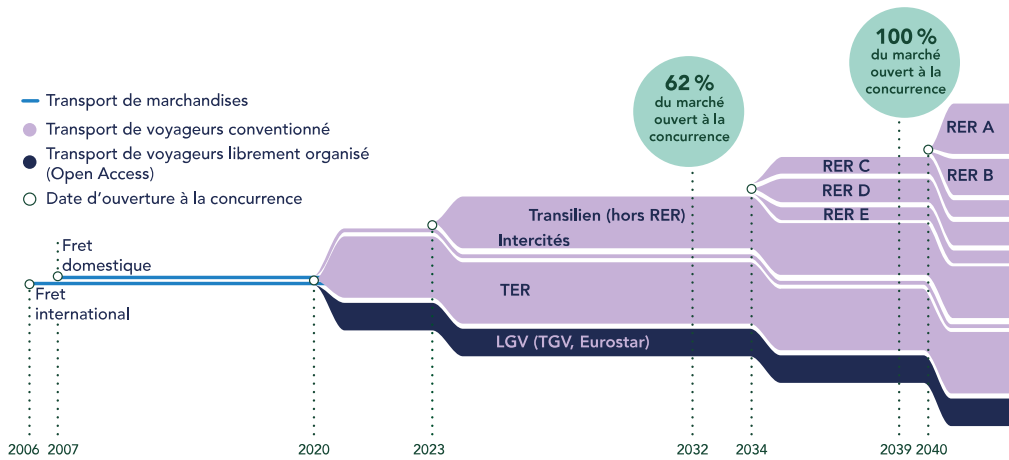 100 %
du marché
ouvert à la
concurrence
62 %
du marché
ouvert à la
concurrence
Transport de marchandises
Transport de voyageurs conventionné
Transport de voyageurs librement organisé
(Open Access)
Date d’ouverture à la concurrence
RER A
RER B
RER C
RER D
RER E
Transilien (hors RER)
Intercités
TER
LGV (TGV, Eurostar)
Fret
domestique
Fret
international
2006 2007 2020 2023 2032 2034 2039 2040